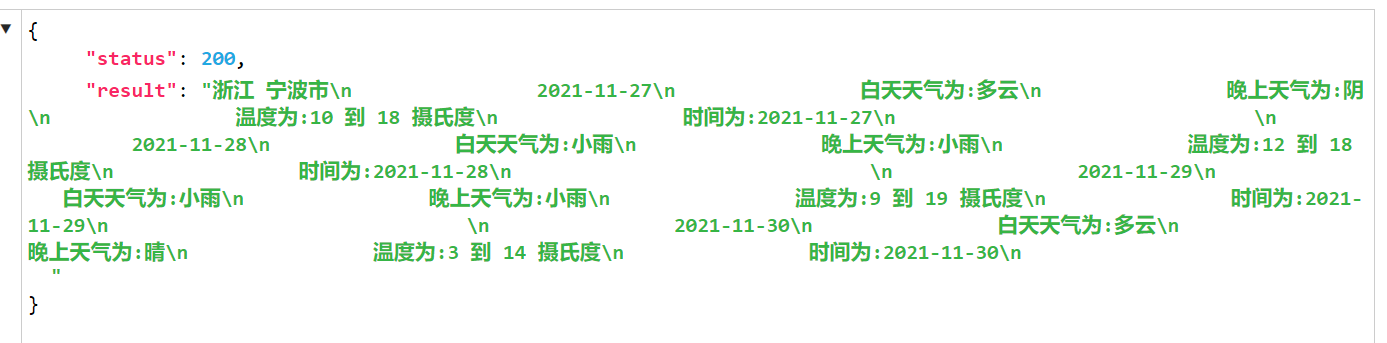 {
"status": 200,
"result": "浙江 宁波市\n 2021-11-27\n 白天天气为:多云\n 晚上天气为:阴
\n 温度为:10 到 18 摄氏度\n 时间为:2021-11-27\n \n
2021-11-28\n 白天天气为:小雨\n 晚上天气为:小雨\n 温度为:12 到 18
摄氏度\n 时间为:2021-11-28\n \n 2021-11-29\n
白天天气为:小雨\n 晚上天气为:小雨\n 温度为:9 到 19 摄氏度\n 时间为:2021-
11-29\n \n 2021-11-30\n 白天天气为:多云\n
晚上天气为:晴\n 温度为:3 到 14 摄氏度\n 时间为:2021-11-30\n
"
}